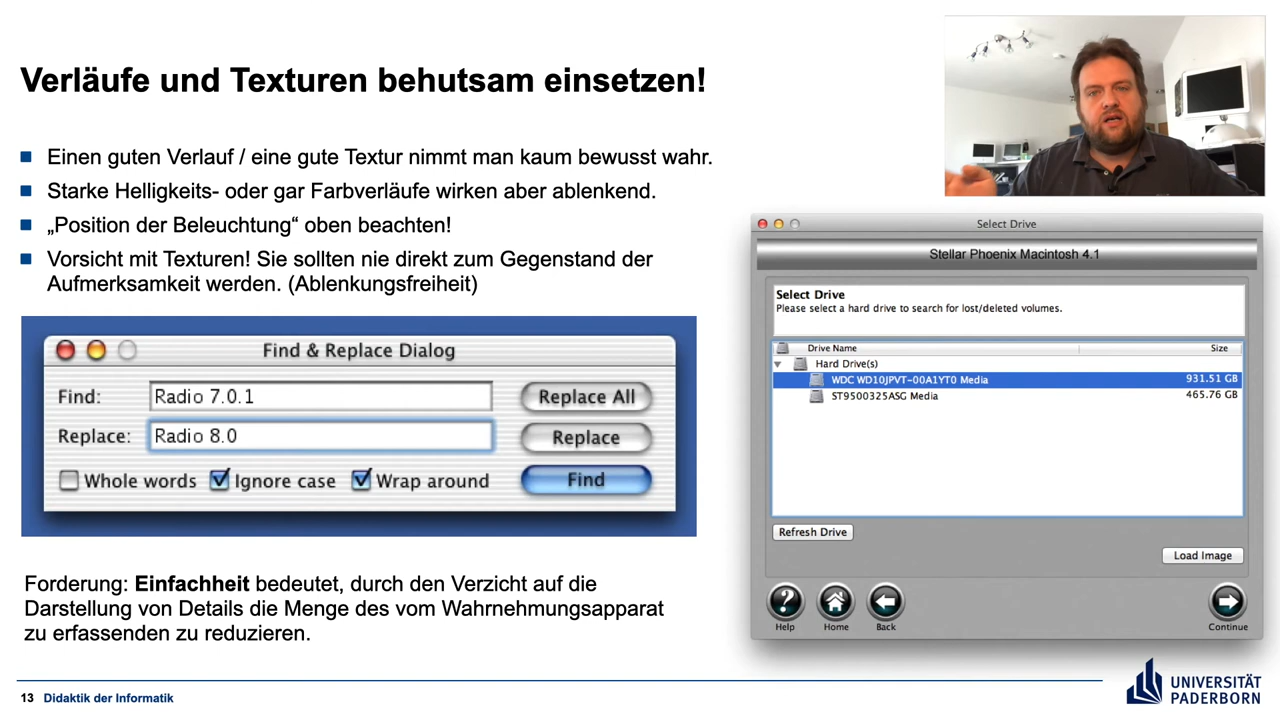 Verläufe und Texturen behutsam einsetzen!
Einen guten Verlauf / eine gute Textur nimmt man kaum bewusst wahr.
Starke Helligkeits- oder gar Farbverläufe wirken aber ablenkend.
„Position der Beleuchtung“ oben beachten!
Vorsicht mit Texturen! Sie sollten nie direkt zum Gegenstand der
Aufmerksamkeit werden. (Ablenkungsfreiheit)
Find & Replace Dialog
Find: Radio 7.0.1 Replace All
Replace: Radio 8.0 Replace
Whole words Ignore case Wrap around Find
Forderung: Einfachheit bedeutet, durch den Verzicht auf die
Darstellung von Details die Menge des vom Wahrnehmungsapparat
zu erfassenden zu reduzieren.
Select Drive
Stellar Phoenix Macintosh 4.1
Select Drive
Please select a hard drive to search for lost/deleted volumes.
Drive Name Size
Hard Drive(s)
WDC WD10JPVT-00A1YT0 Media 931.51 GB
ST9500325ASG Media 465.76 GB
Refresh Drive
Load Image
? 
Help Home Back Continue
13 Didaktik der Informatik
UNIVERSITÄT
PADERBORN